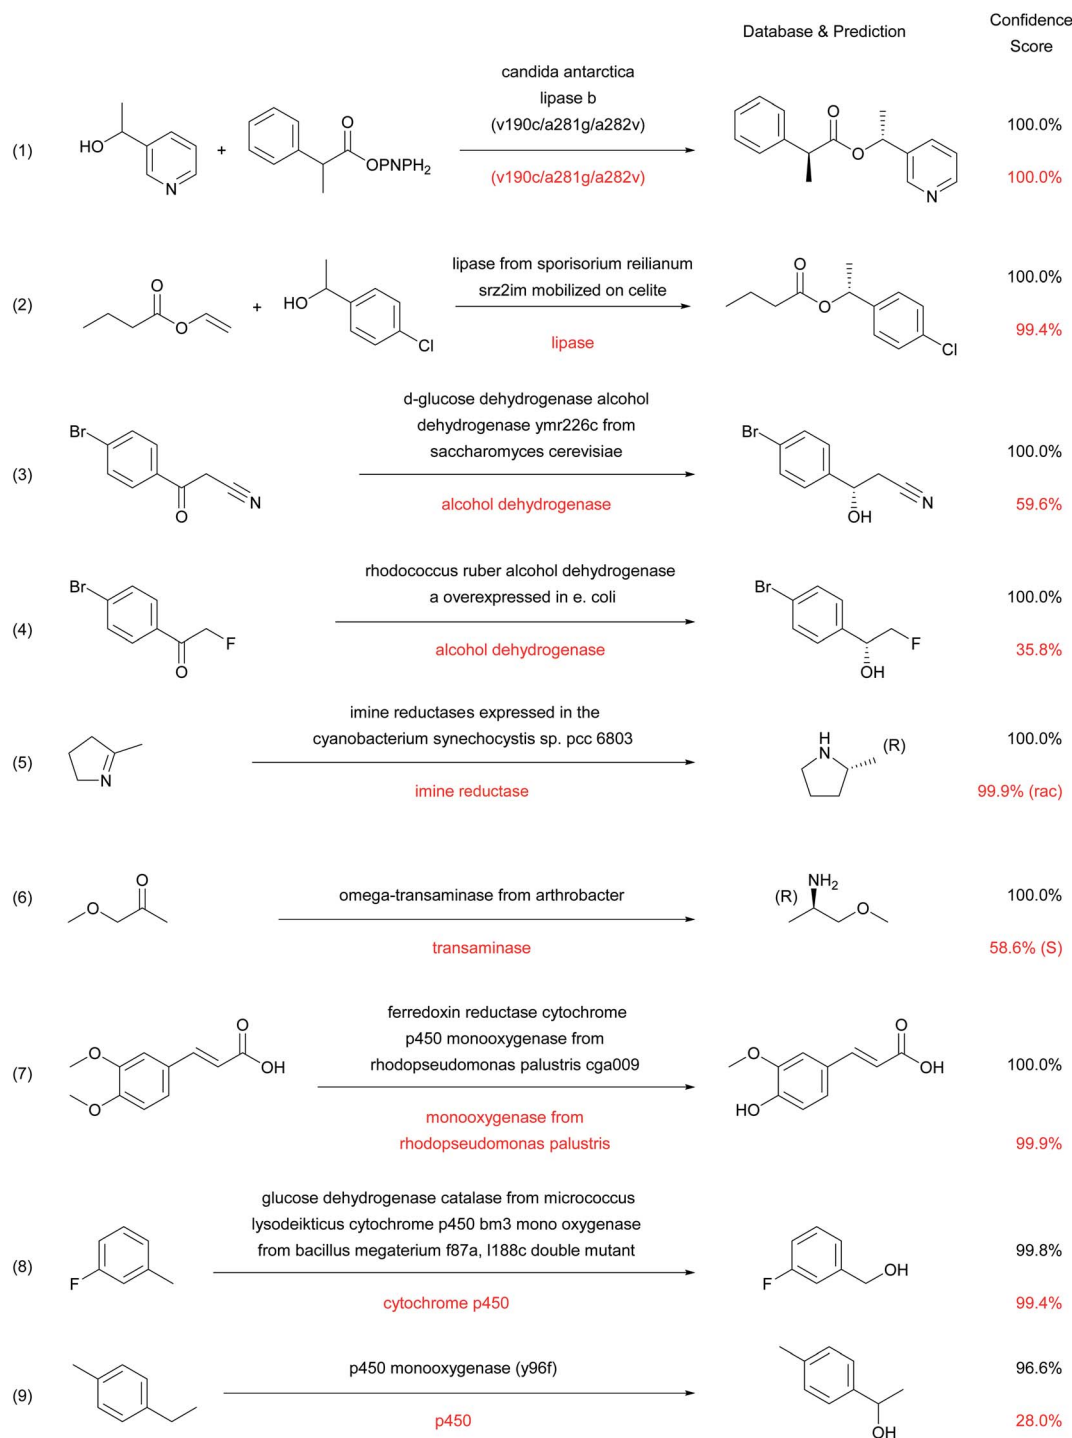 Database & Prediction
Confidence
Score
(1)
HO
N
+
O
OPNPH2
candida antarctica
lipase b
(v190c/a281g/a282v)
(v190c/a281g/a282v)
O
O
N
100.0%
100.0%
(2)
O
O
+
HO
Cl
lipase from sporisorium reilianum
srz2im mobilized on celite
lipase
O
O
Cl
100.0%
99.4%
(3)
Br
O
N
d-glucose dehydrogenase alcohol
dehydrogenase ymr226c from
saccharomyces cerevisiae
alcohol dehydrogenase
Br
OH
N
100.0%
59.6%
(4)
Br
O
F
rhodococcus ruber alcohol dehydrogenase
a overexpressed in e. coli
alcohol dehydrogenase
Br
OH
F
100.0%
35.8%
(5)
N
imine reductases expressed in the
cyanobacterium synechocystis sp. pcc 6803
imine reductase
H
N
(R)
100.0%
99.9% (rac)
(6)
O
O
omega-transaminase from arthrobacter
transaminase
(R)
NH2
O
100.0%
58.6% (S)
(7)
O
O
O
OH
ferredoxin reductase cytochrome
p450 monooxygenase from
rhodopseudomonas palustris cga009
monooxygenase from
rhodopseudomonas palustris
O
HO
O
OH
100.0%
99.9%
(8)
F
glucose dehydrogenase catalase from micrococcus
lysodeikticus cytochrome p450 bm3 mono oxygenase
from bacillus megaterium f87a, l188c double mutant
cytochrome p450
F
OH
99.8%
99.4%
(9)
p450 monooxygenase (y96f)
p450
OH
96.6%
28.0%